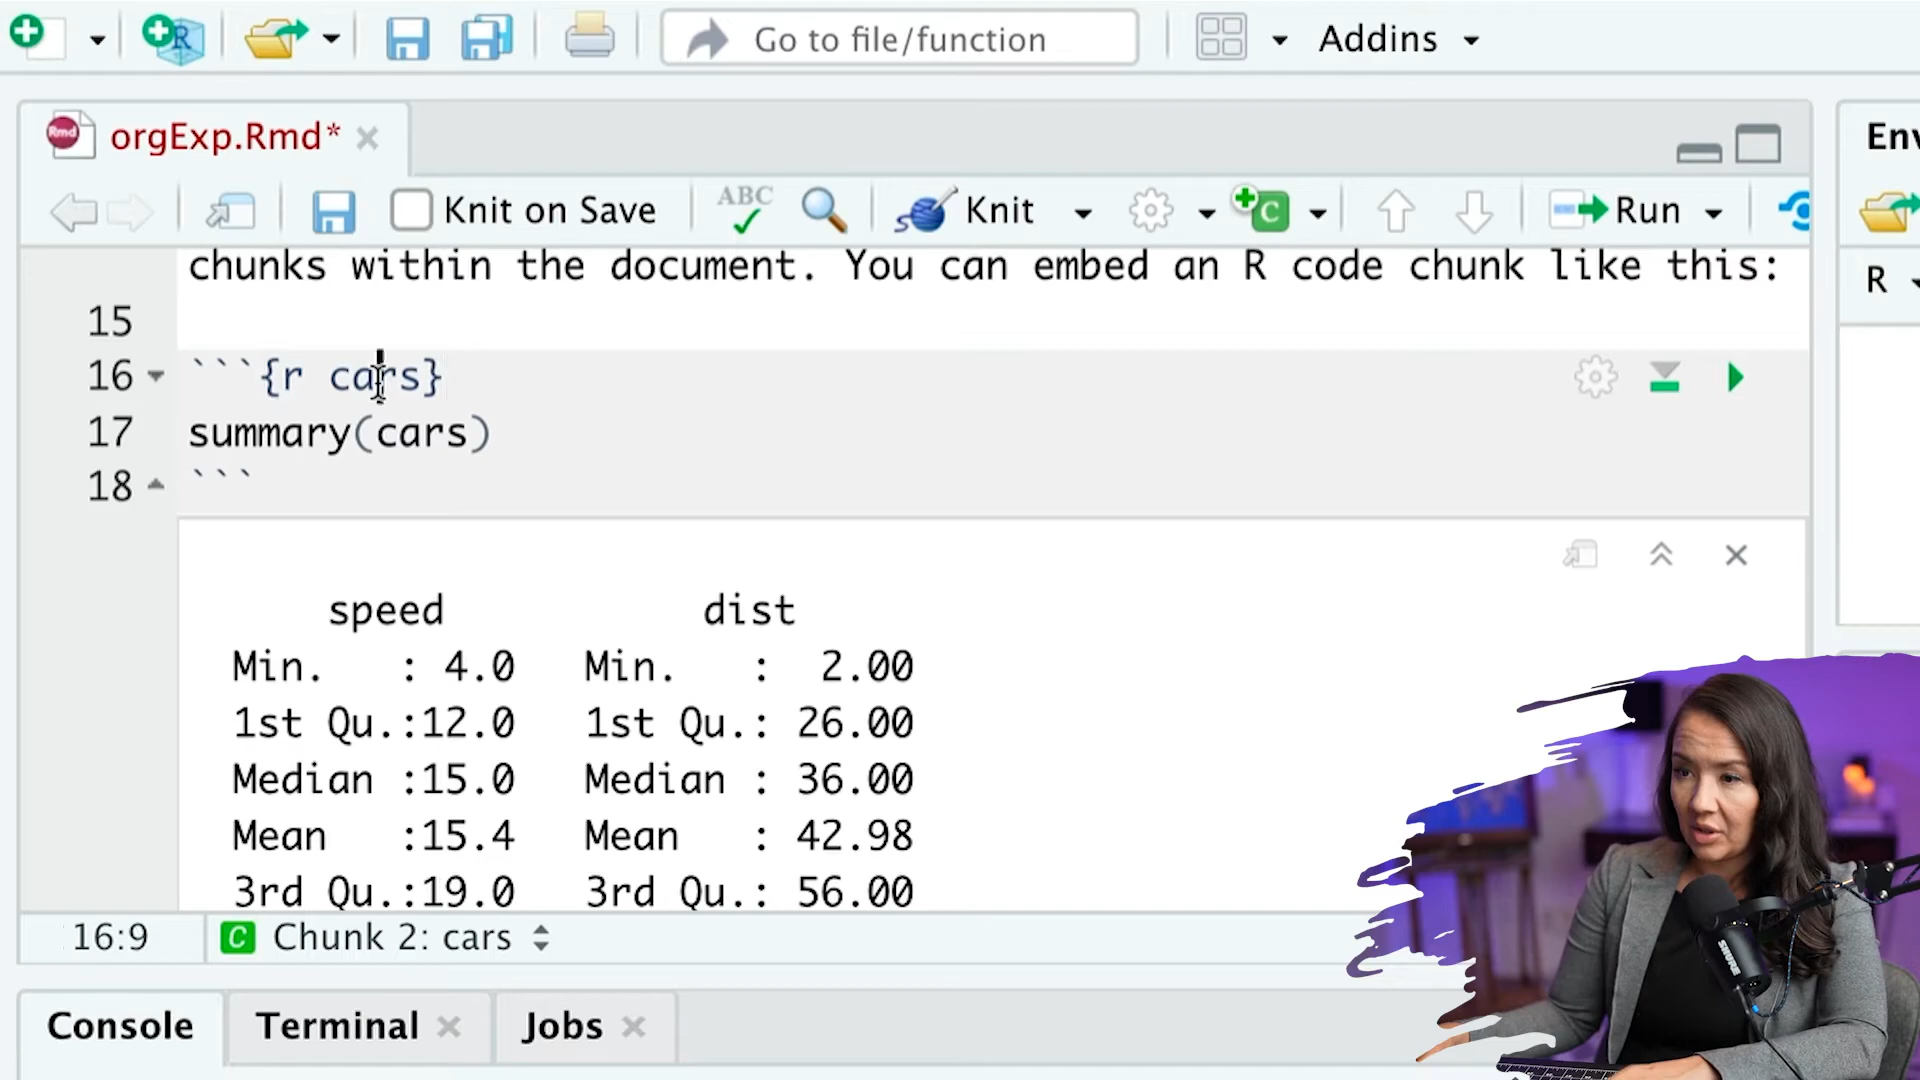 R
Go to file/function
Addins
Rmd
orgExp.Rmd*
Env
Knit on Save
ABC
Knit
C
Run
R
chunks within the document. You can embed an R code chunk like this:
15
16 ```{r cars}
17 summary(cars)
18 ```
speed dist
Min. : 4.0 Min. : 2.00
1st Qu.:12.0 1st Qu.: 26.00
Median :15.0 Median : 36.00
Mean :15.4 Mean : 42.98
3rd Qu.:19.0 3rd Qu.: 56.00
16:9 C Chunk 2: cars
Console Terminal Jobs
SHURE